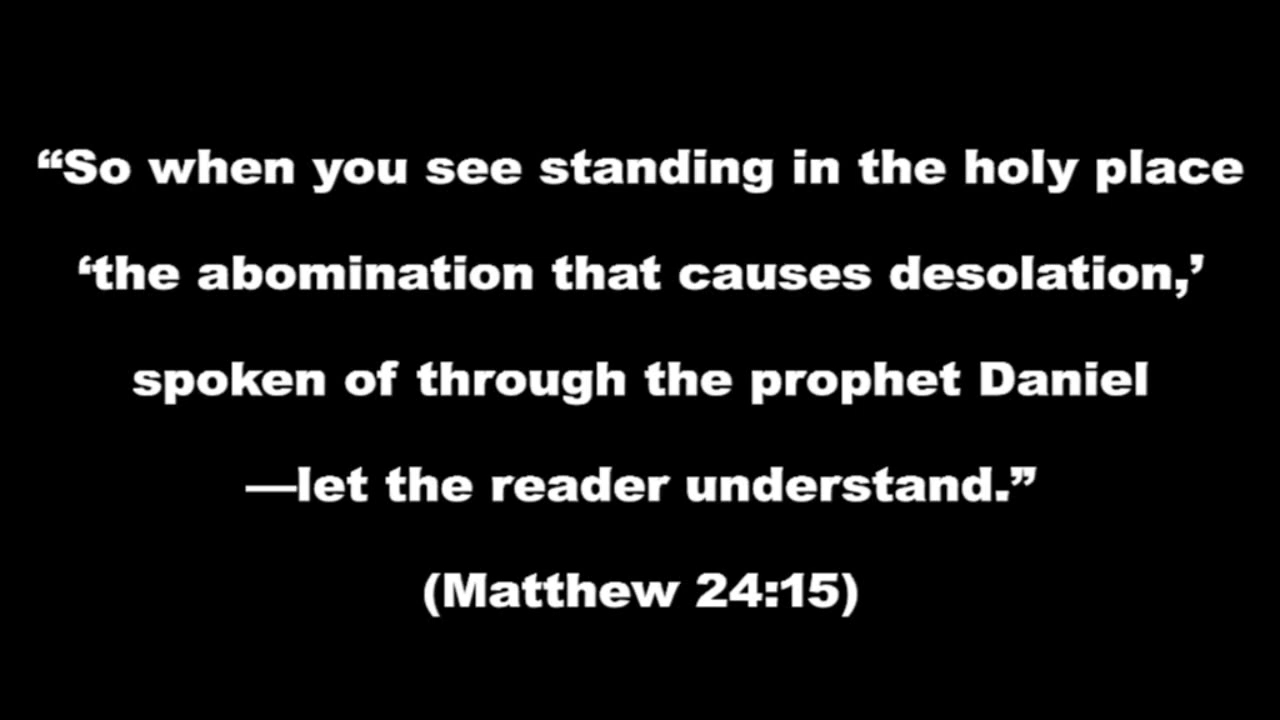 “So when you see standing in the holy place
‘the abomination that causes desolation,’
spoken of through the prophet Daniel
—let the reader understand.”
(Matthew 24:15)